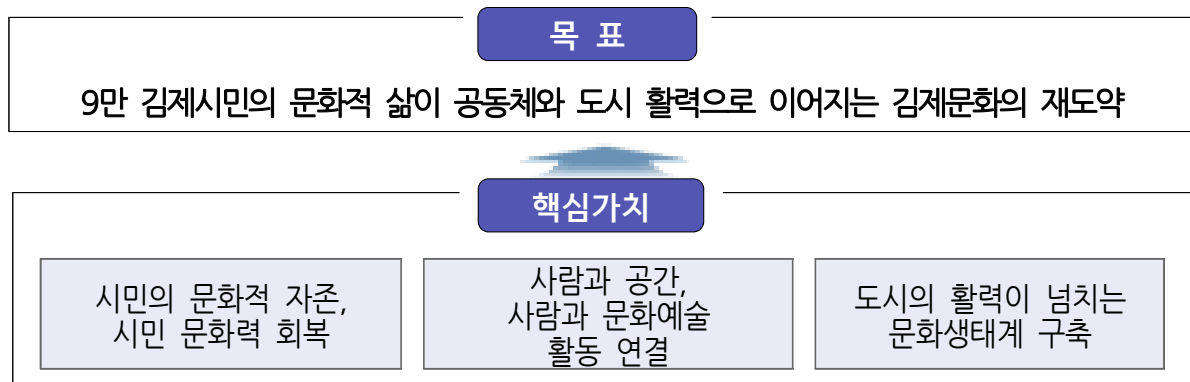 목 표
9만 김제시민의 문화적 삶이 공동체와 도시 활력으로 이어지는 김제문화의 재도약
핵심가치
시민의 문화적 자존,
시민 문화력 회복
사람과 공간,
사람과 문화예술
활동 연결
도시의 활력이 넘치는
문화생태계 구축